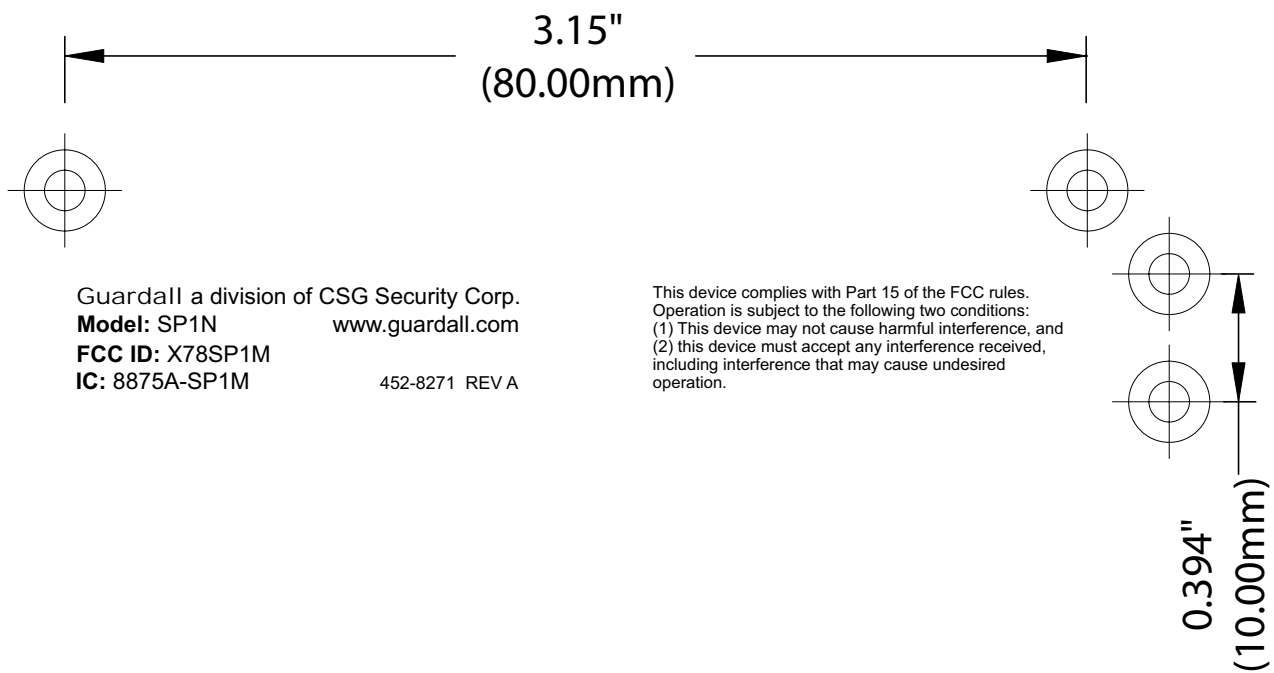 3.15"
(80.00mm)
Guardall a division of CSG Security Corp.
Model: SP1N www.guardall.com
FCC ID: X78SP1M
IC: 8875A-SP1M 452-8271 REV A
This device complies with Part 15 of the FCC rules.
Operation is subject to the following two conditions:
(1) This device may not cause harmful interference, and
(2) this device must accept any interference received,
including interference that may cause undesired
operation.
0.394"
(10.00mm)